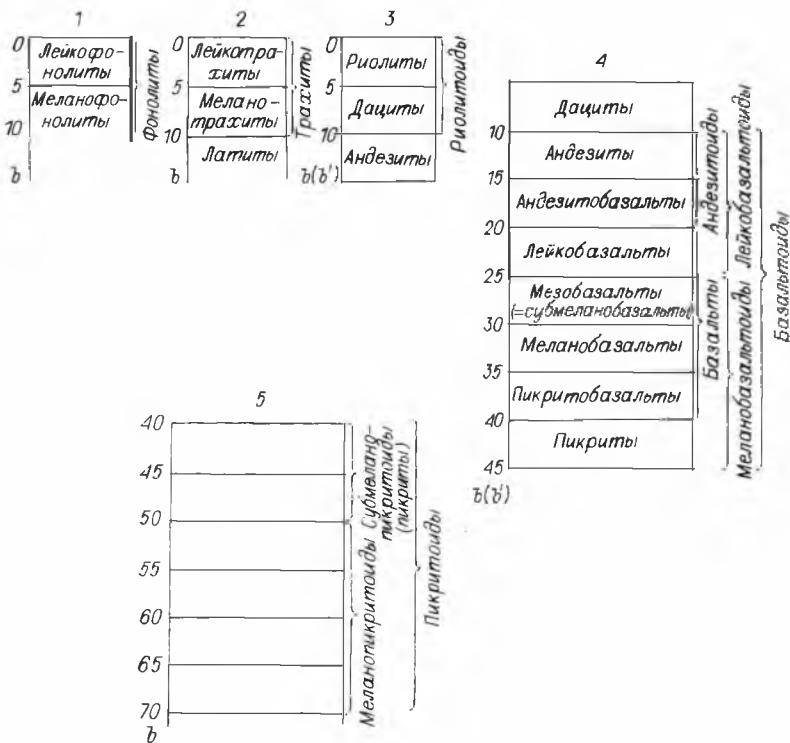 1
0
Лейкофо-
нолиты
5
Меланофо-
нолиты
10
ъ
Фонолиты
2
0
Лейкотра-
хиты
5
Мелано-
трахиты
10
Латиты
ъ
Трахиты
3
0
Риолиты
5
Дациты
10
Андезиты
ъ(ъ')
Риолитоиды
4
Дациты
10
Андезиты
15
Андезитобазальты
20
Лейкобазальты
25
Мезобазальты
(=субмеланобазальты)
30
Меланобазальты
35
Пикритобазальты
40
Пикриты
45
ъ(ъ')
Андезитоиды
Базальты
Лейкобазальтоиды
Меланобазальтоиды
Базальтоиды
5
40
45
50
55
60
65
70
ъ
Субмелано-
пикритоиды
(пикриты)
Меланопикритоиды
Пикритоиды